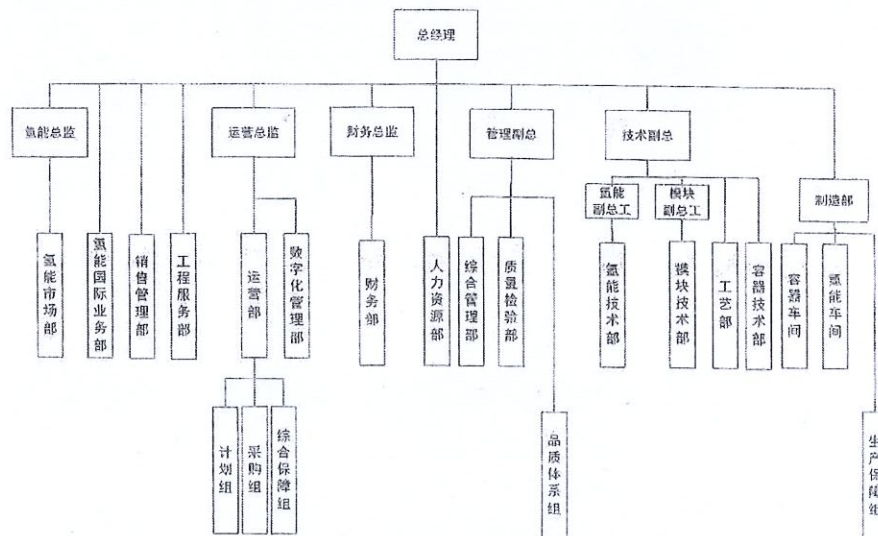 总经理
氢能总监
运营总监
财务总监
管理副总
技术副总
氢能
副总工
模块
副总工
制造部
氢能市场部
氢能国际业务部
销售管理部
工程服务部
运营部
数字化管理部
财务部
人力资源部
综合管理部
质量检验部
氢能技术部
模块技术部
工艺部
容器技术部
容器车间
氢能车间
计划组
采购组
综合保障组
品质体系组
生产保障组